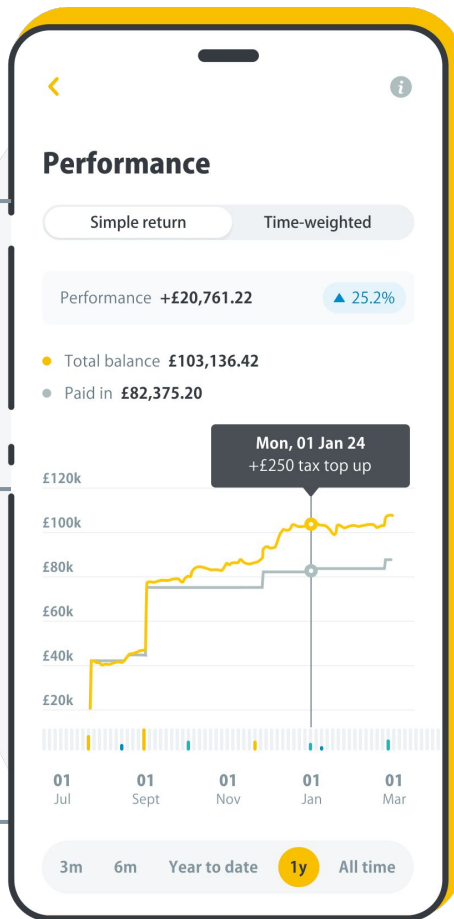 Performance
Simple return Time-weighted
Performance +£20,761.22 ▲ 25.2%
Total balance £103,136.42
Paid in £82,375.20
Mon, 01 Jan 24
+£250 tax top up
£120k
£100k
£80k
£60k
£40k
£20k
01 01 01 01 01
Jul Sept Nov Jan Mar
3m 6m Year to date 1y All time